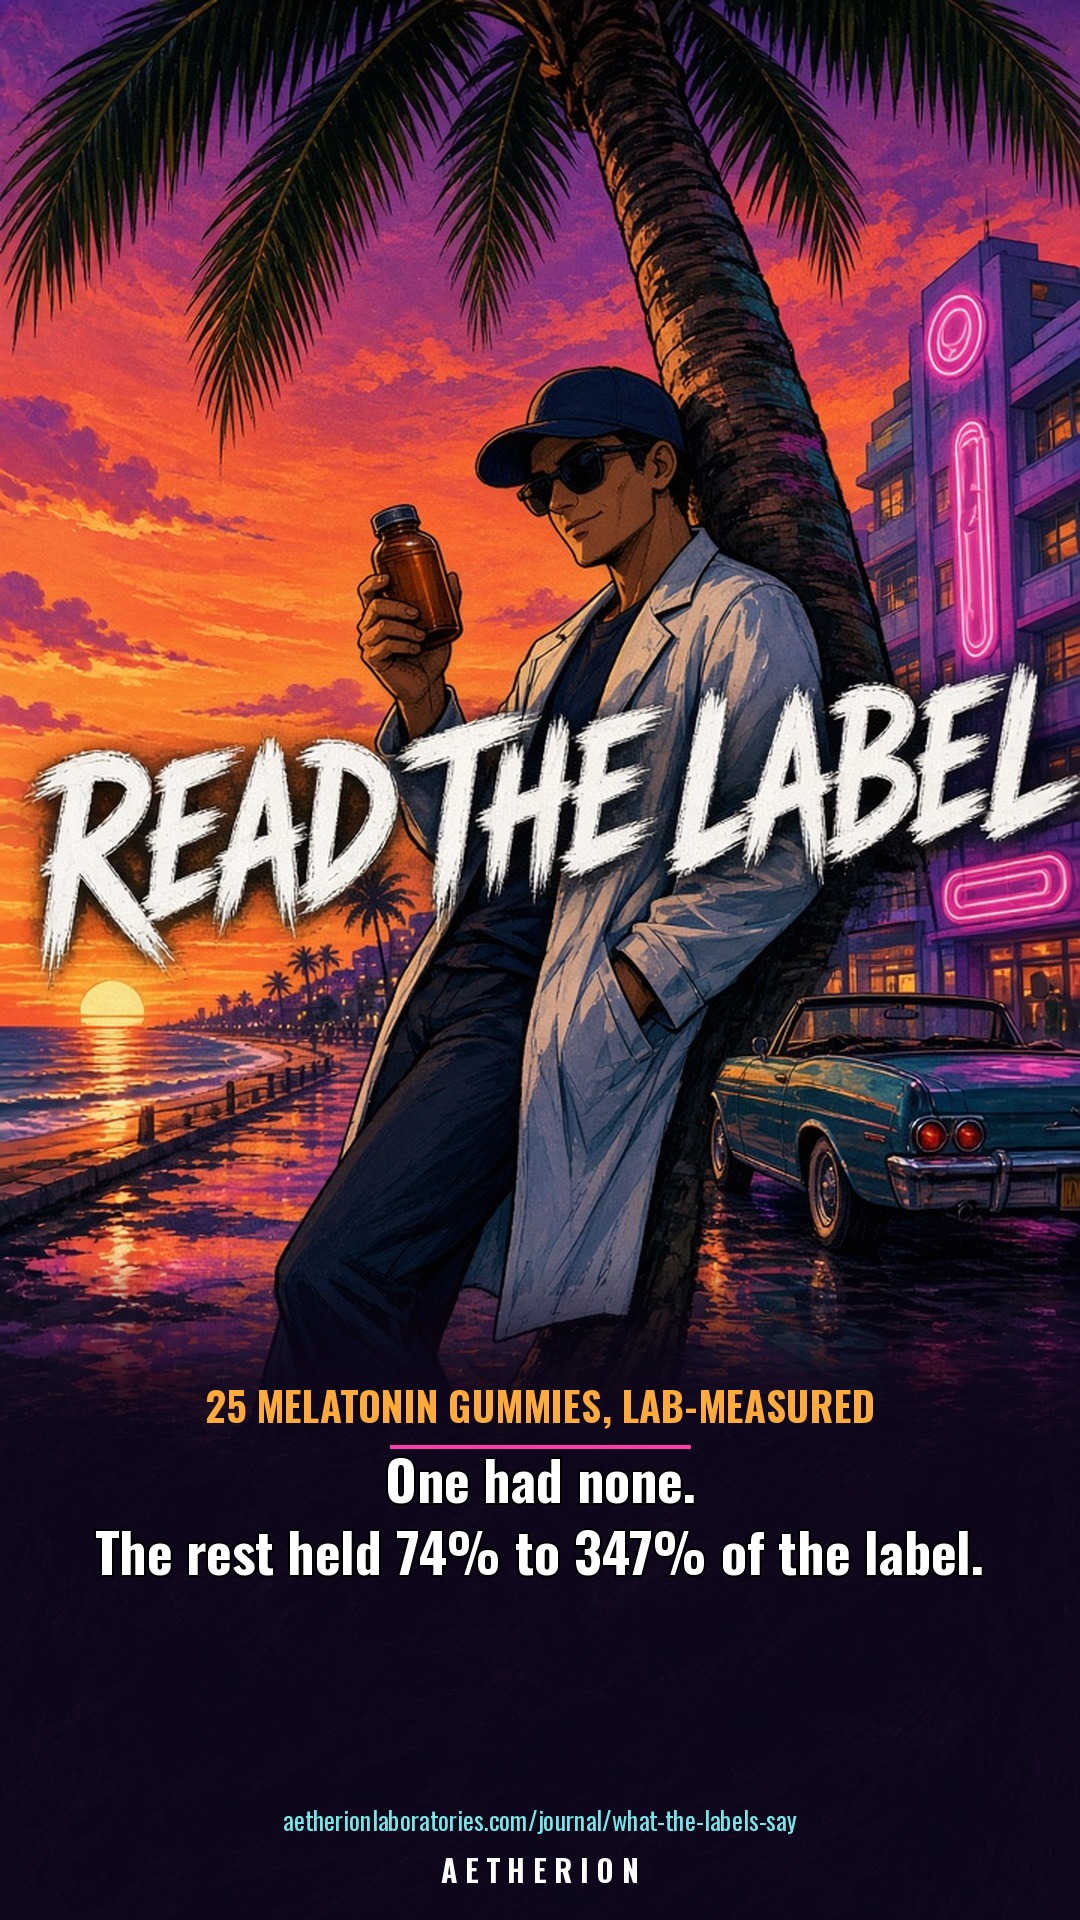 READ THE LABEL
25 MELATONIN GUMMIES, LAB-MEASURED
One had none.
The rest held 74% to 347% of the label.
aetherionlaboratories.com/journal/what-the-labels-say
AETHERION